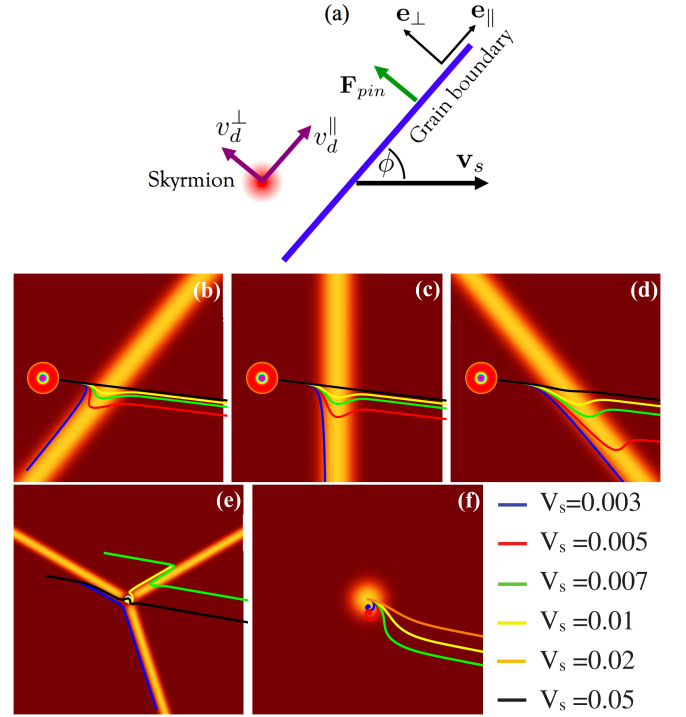 (a)
e⊥
e∥
F_pin
Grain boundary
v_d^⊥
v_d^∥
Skyrmion
ϕ
v_s
(b)
(c)
(d)
(e)
(f)
V_s=0.003
V_s =0.005
V_s =0.007
V_s =0.01
V_s =0.02
V_s =0.05